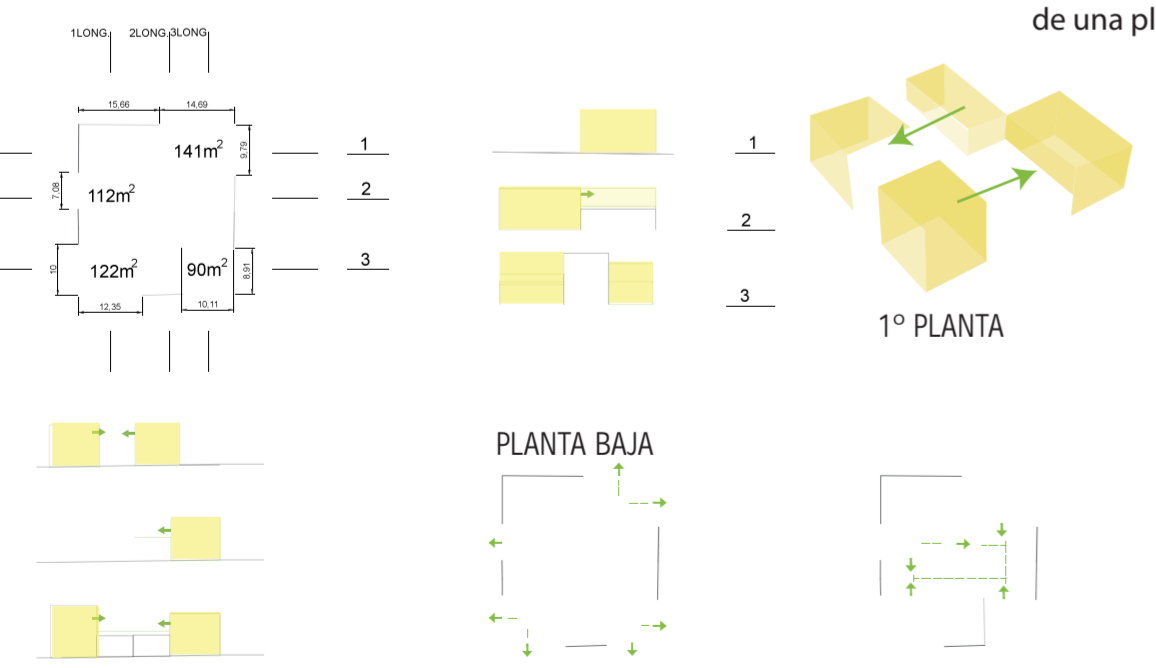 de una pl
1LONG. 2LONG. 3LONG.
15,66 14,69
141m²
9,79
1
7,08
112m²
2
10
122m²
90m²
8,91
3
12,35
10,11
1
2
3
1º PLANTA
PLANTA BAJA